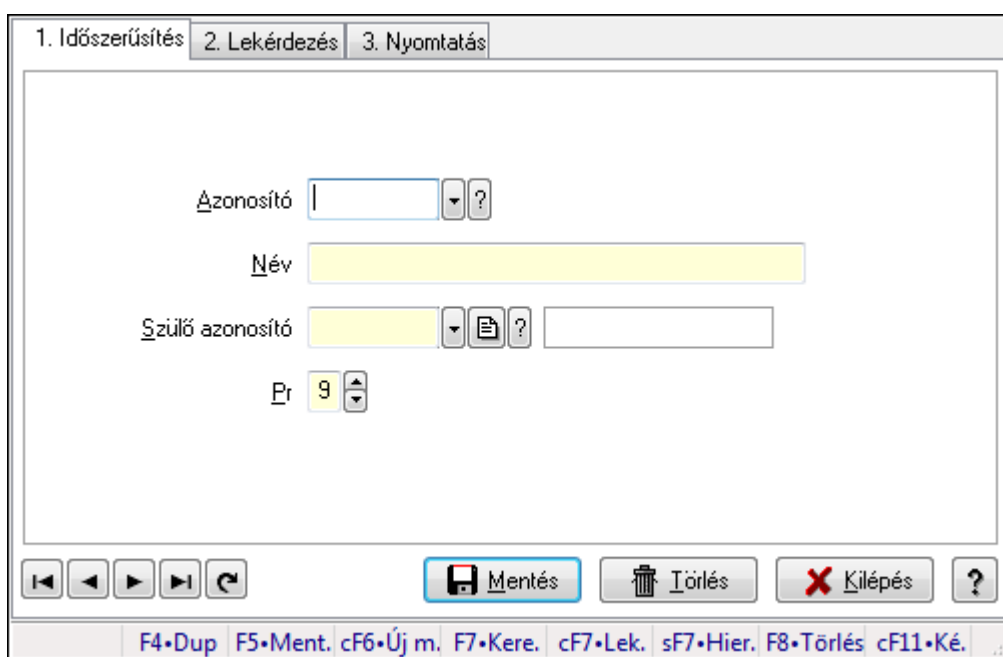 1. Időszerűsítés 2. Lekérdezés 3. Nyomtatás
Azonosító ?
Név
Szülő azonosító ?
Pr 9
Mentés Törlés Kilépés ?
F4•Dup F5•Ment. cF6•Új m. F7•Kere. cF7•Lek. sF7•Hier. F8•Törlés cF11•Ké.